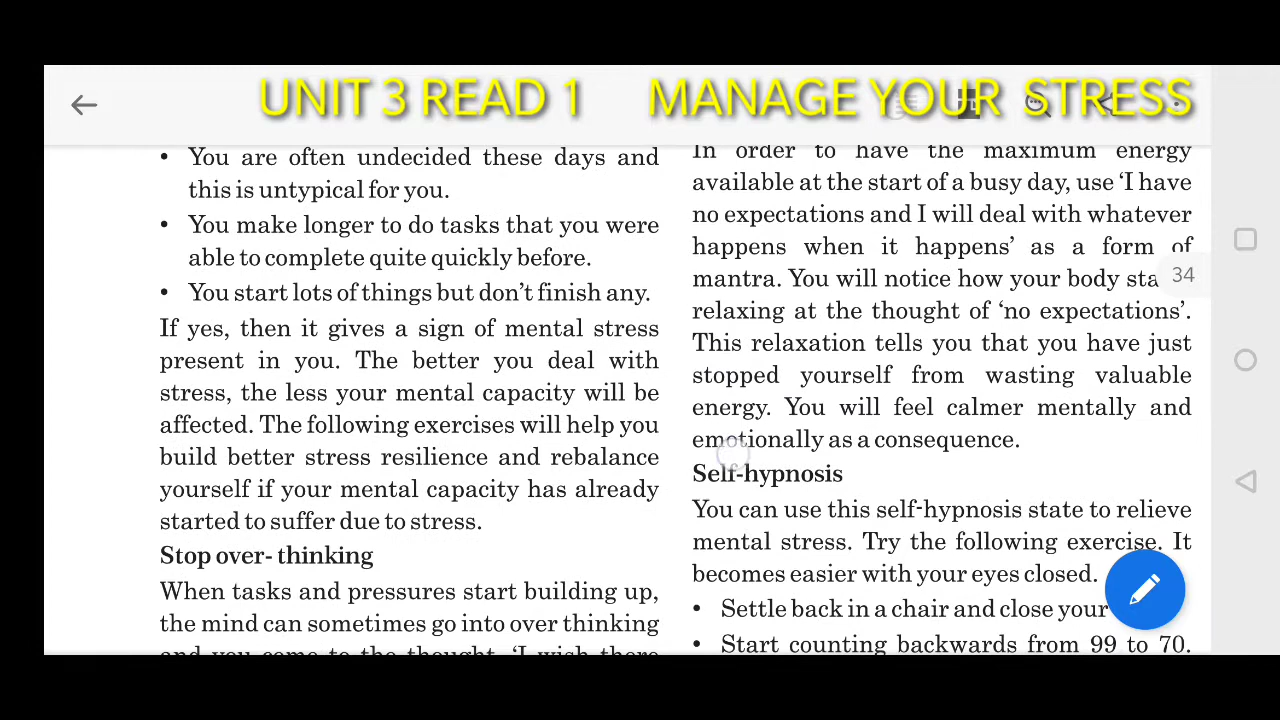 UNIT 3 READ 1 MANAGE YOUR STRESS
• You are often undecided these days and
this is untypical for you.
• You make longer to do tasks that you were
able to complete quite quickly before.
• You start lots of things but don't finish any.
If yes, then it gives a sign of mental stress
present in you. The better you deal with
stress, the less your mental capacity will be
affected. The following exercises will help you
build better stress resilience and rebalance
yourself if your mental capacity has already
started to suffer due to stress.
Stop over- thinking
When tasks and pressures start building up,
the mind can sometimes go into over thinking
and you come to the thought, 'I wish there
In order to have the maximum energy
available at the start of a busy day, use 'I have
no expectations and I will deal with whatever
happens when it happens' as a form of
mantra. You will notice how your body
relaxing at the thought of 'no expectations'.
This relaxation tells you that you have just
stopped yourself from wasting valuable
energy. You will feel calmer mentally and
emotionally as a consequence.
Self-hypnosis
You can use this self-hypnosis state to relieve
mental stress. Try the following exercise. It
becomes easier with your eyes closed.
• Settle back in a chair and close your
• Start counting backwards from 99 to 70.
34